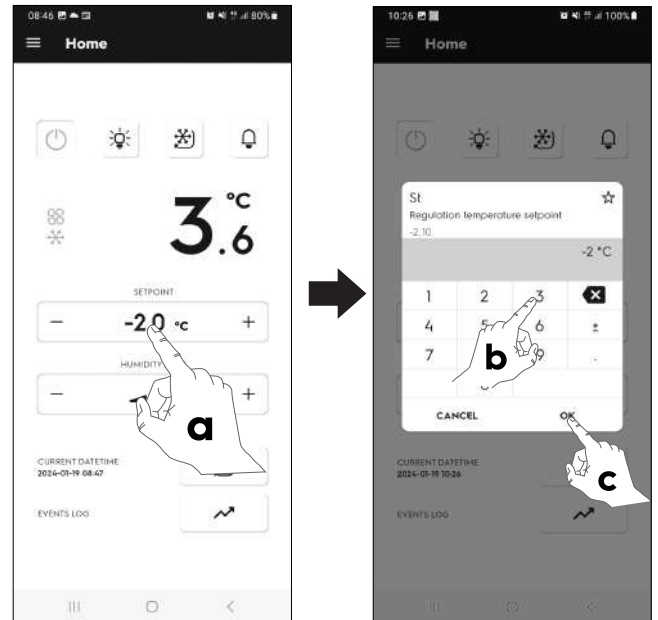 08:46
80%
Home
3.6 °C
SETPOINT
-2.0 °C
HUMIDITY
a
CURRENT DATETIME
2024-01-19 08:47
EVENTS LOG
10:26
100%
Home
St
Regulation temperature setpoint
-2..10
-2 °C
1 2 3
4 5 6 ±
7 9 .
b
CANCEL OK
c
CURRENT DATETIME
2024-01-19 10:26
EVENTS LOG